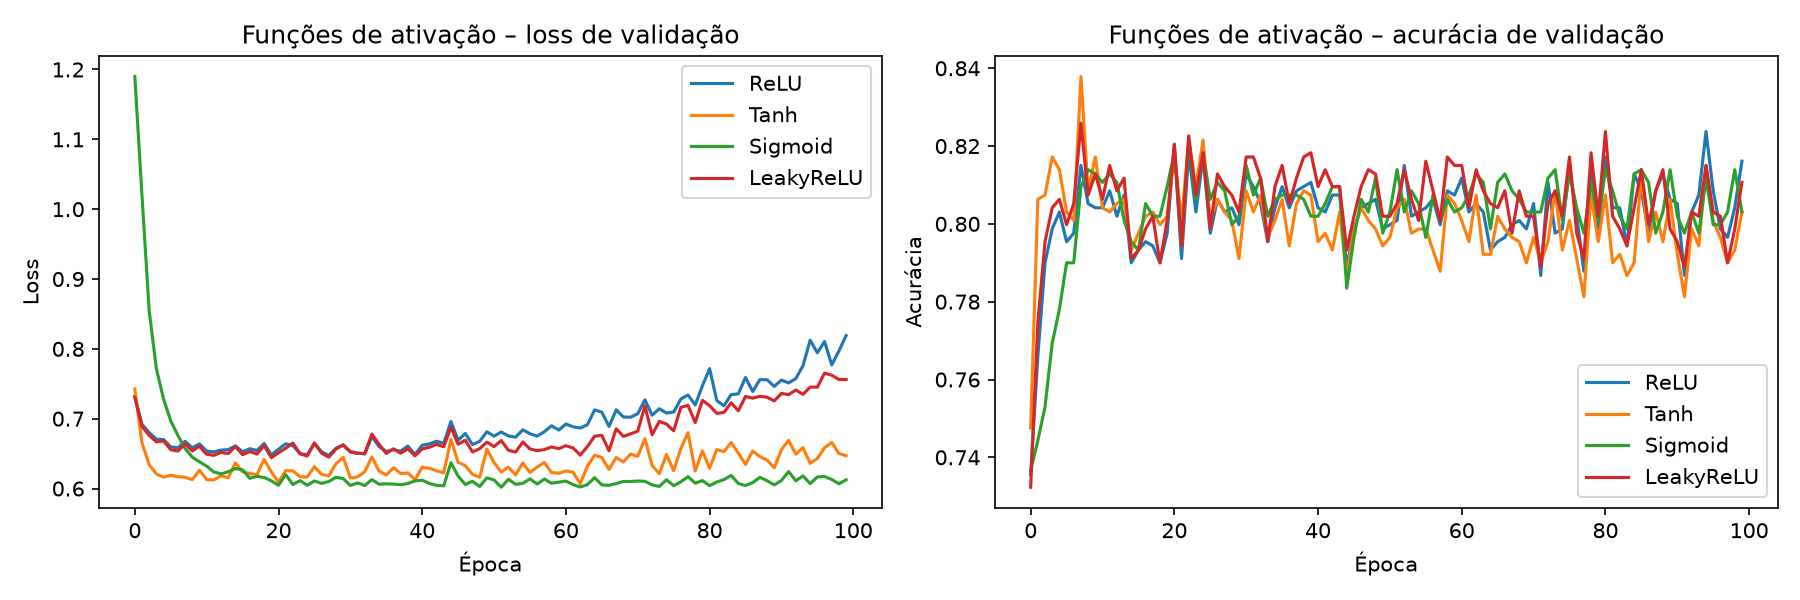 Funções de ativação – loss de validação
1.2
1.1
1.0
0.9
0.8
0.7
0.6
Loss
0
20
40
60
80
100
Época
ReLU
Tanh
Sigmoid
LeakyReLU
Funções de ativação – acurácia de validação
0.84
0.82
0.80
0.78
0.76
0.74
Acurácia
0
20
40
60
80
100
Época
ReLU
Tanh
Sigmoid
LeakyReLU